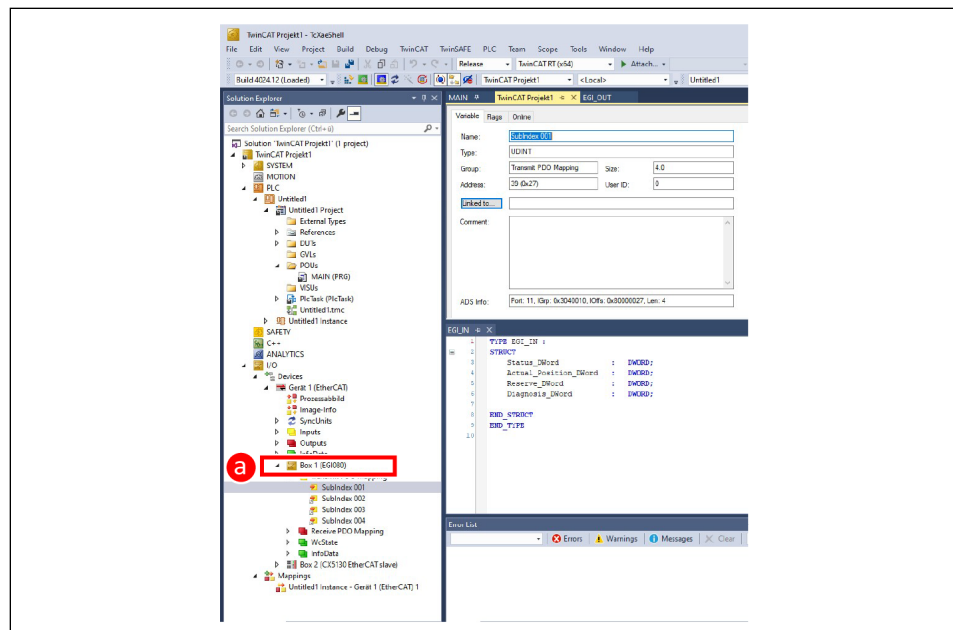 TwinCAT Projekt1 - TcXaeShell
File Edit View Project Build Debug TwinCAT TwinSAFE PLC Team Scope Tools Window Help
Release TwinCAT RT (x64) Attach...
Build 4024.12 (Loaded) TwinCAT Projekt1 <Local> Untitled1
Solution Explorer
Search Solution Explorer (Ctrl+ü)
Solution "TwinCAT Projekt1" (1 project)
TwinCAT Projekt1
SYSTEM
MOTION
PLC
Untitled1
Untitled1 Project
External Types
References
DUTs
GVLs
POUs
MAIN (PRG)
VISUs
PlcTask (PlcTask)
Untitled1.tmc
Untitled1 Instance
SAFETY
C++
ANALYTICS
I/O
Devices
Gerät 1 (EtherCAT)
Prozessabbild
Image-Info
SyncUnits
Inputs
Outputs
InfoData
a
Box 1 (EGI080)
SubIndex 001
SubIndex 002
SubIndex 003
SubIndex 004
Receive PDO Mapping
WcState
InfoData
Box 2 (CX5130 EtherCAT slave)
Mappings
Untitled1 Instance - Gerät 1 (EtherCAT) 1
MAIN TwinCAT Projekt1 EGI_OUT
Variable Flags Online
Name: SubIndex 001
Type: UDINT
Group: Transmit PDO Mapping Size: 4.0
Address: 39 (0x27) User ID: 0
Linked to...
Comment:
ADS Info: Port: 11, IGrp: 0x3040010, IOffs: 0x80000027, Len: 4
EGI_IN
1 TYPE EGI_IN :
2 STRUCT
3 Status_DWord : DWORD;
4 Actual_Position_DWord : DWORD;
5 Reserve_DWord : DWORD;
6 Diagnosis_DWord : DWORD;
7
8 END_STRUCT
9 END_TYPE
10
Error List
Errors Warnings Messages Clear